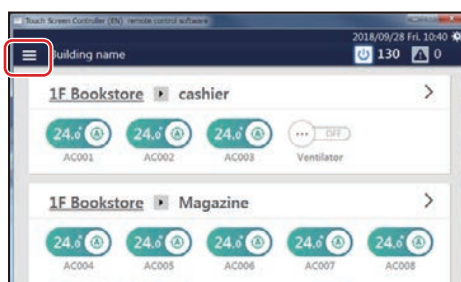 Touch Screen Controller (EN) remote control software
2018/09/28 Fri. 10:40
Building name 130 0
1F Bookstore cashier
24.0 A 24.0 A 24.0 A OFF
AC001 AC002 AC003 Ventilator
1F Bookstore Magazine
24.0 A 24.0 A 24.0 A 24.0 A 24.0 A
AC004 AC005 AC006 AC007 AC008